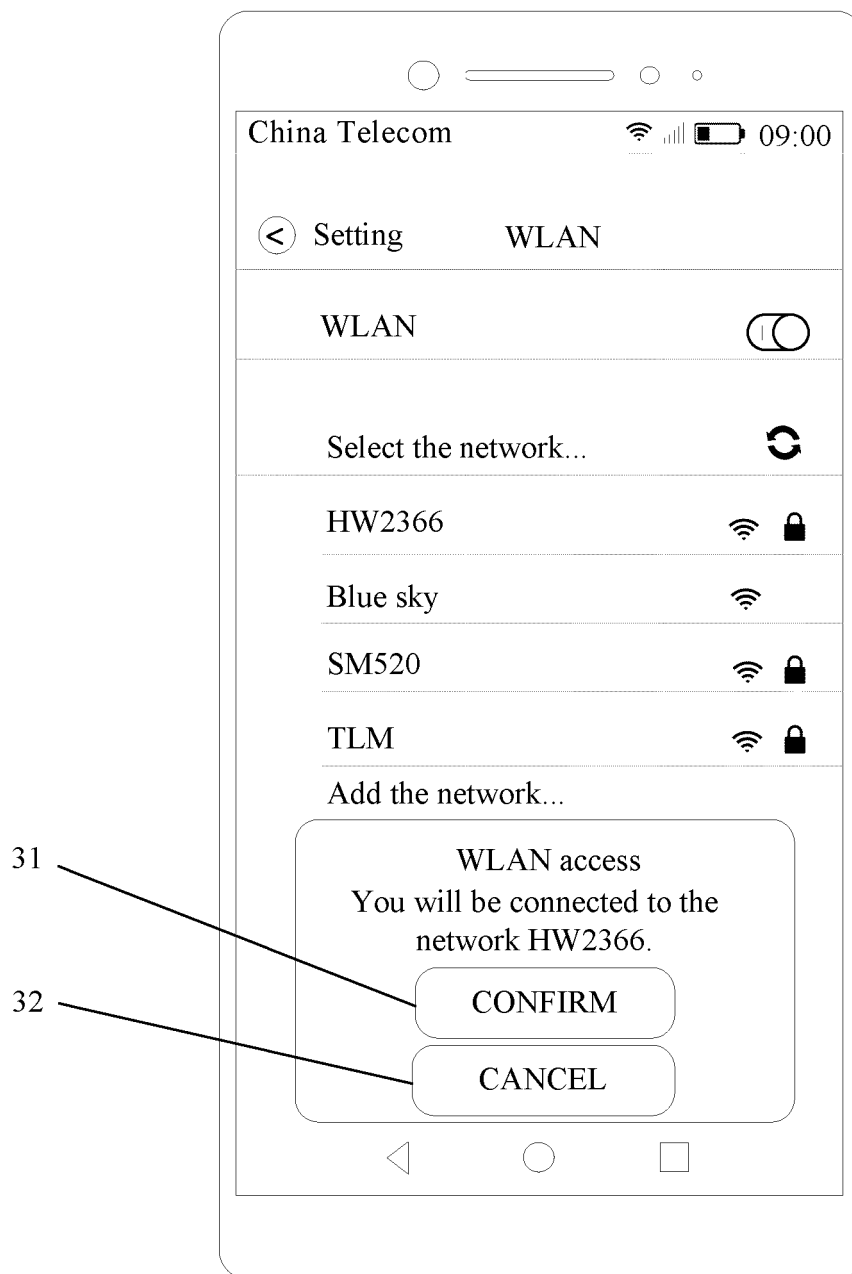 China Telecom 09:00
< Setting WLAN
WLAN
Select the network...
HW2366
Blue sky
SM520
TLM
Add the network...
WLAN access
You will be connected to the
network HW2366.
31
CONFIRM
32
CANCEL